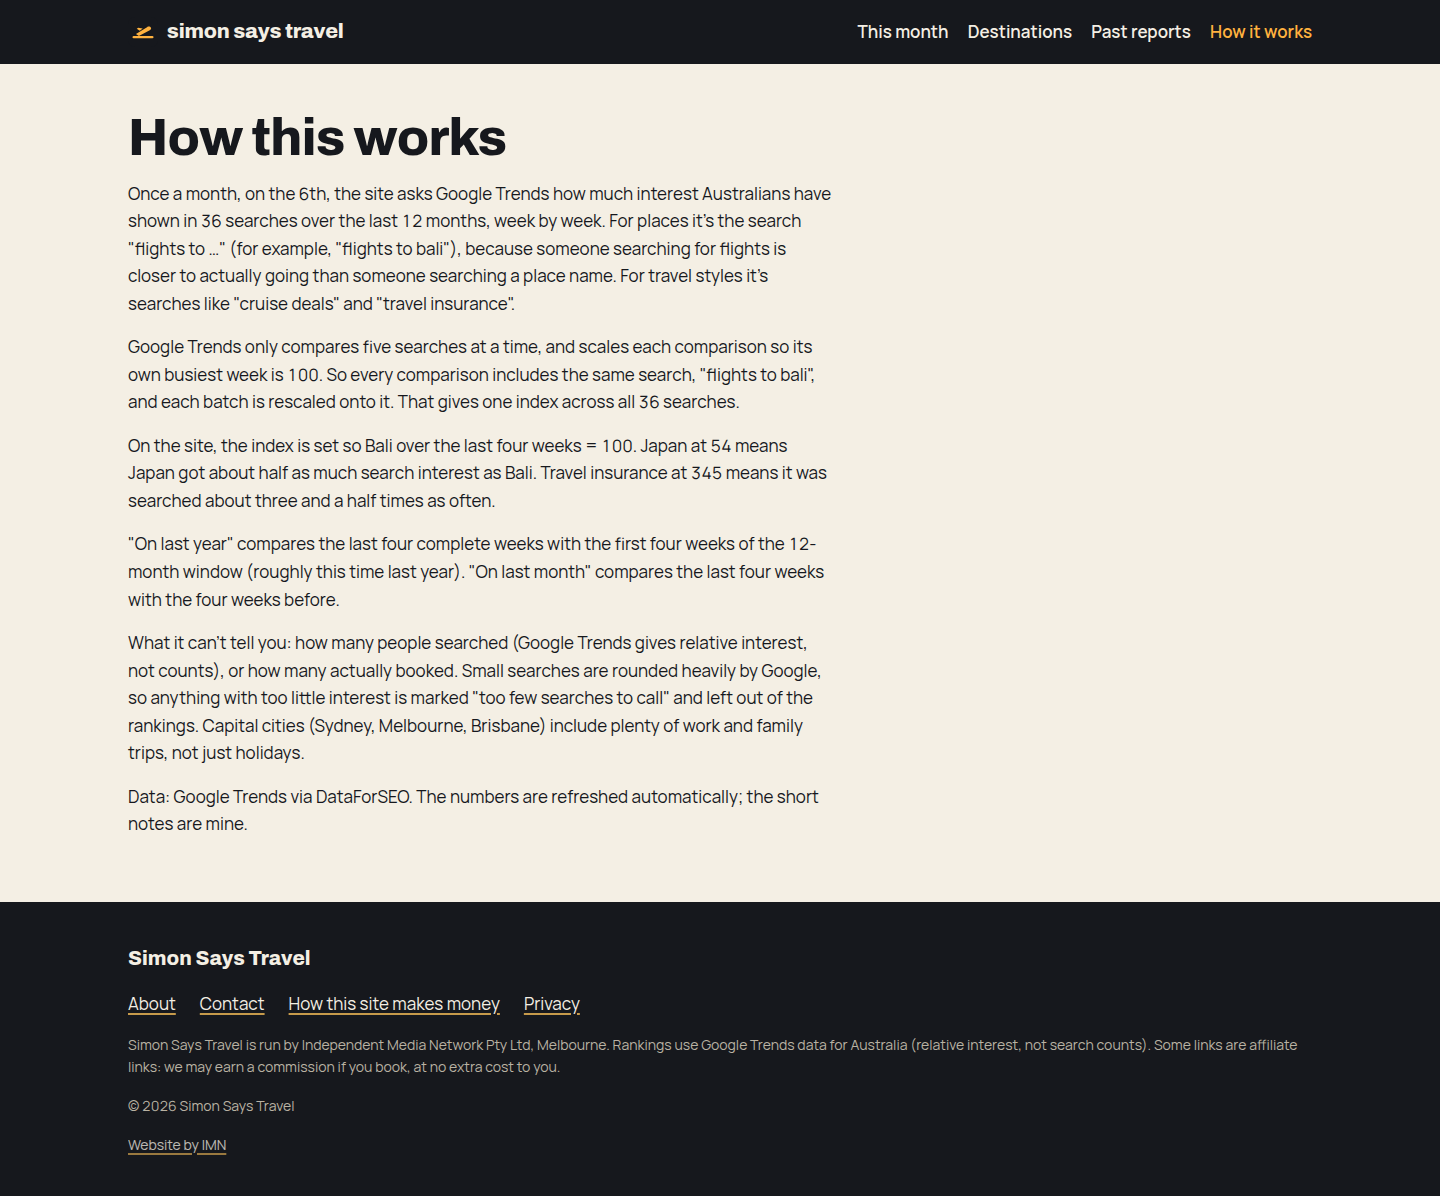 simon says travel
This month
Destinations
Past reports
How it works
How this works
Once a month, on the 6th, the site asks Google Trends how much interest Australians have
shown in 36 searches over the last 12 months, week by week. For places it's the search
"flights to …" (for example, "flights to bali"), because someone searching for flights is
closer to actually going than someone searching a place name. For travel styles it's
searches like "cruise deals" and "travel insurance".
Google Trends only compares five searches at a time, and scales each comparison so its
own busiest week is 100. So every comparison includes the same search, "flights to bali",
and each batch is rescaled onto it. That gives one index across all 36 searches.
On the site, the index is set so Bali over the last four weeks = 100. Japan at 54 means
Japan got about half as much search interest as Bali. Travel insurance at 345 means it was
searched about three and a half times as often.
"On last year" compares the last four complete weeks with the first four weeks of the 12-
month window (roughly this time last year). "On last month" compares the last four weeks
with the four weeks before.
What it can't tell you: how many people searched (Google Trends gives relative interest,
not counts), or how many actually booked. Small searches are rounded heavily by Google,
so anything with too little interest is marked "too few searches to call" and left out of the
rankings. Capital cities (Sydney, Melbourne, Brisbane) include plenty of work and family
trips, not just holidays.
Data: Google Trends via DataForSEO. The numbers are refreshed automatically; the short
notes are mine.
Simon Says Travel
About
Contact
How this site makes money
Privacy
Simon Says Travel is run by Independent Media Network Pty Ltd, Melbourne. Rankings use Google Trends data for Australia (relative interest, not search counts). Some links are affiliate
links: we may earn a commission if you book, at no extra cost to you.
© 2026 Simon Says Travel
Website by IMN